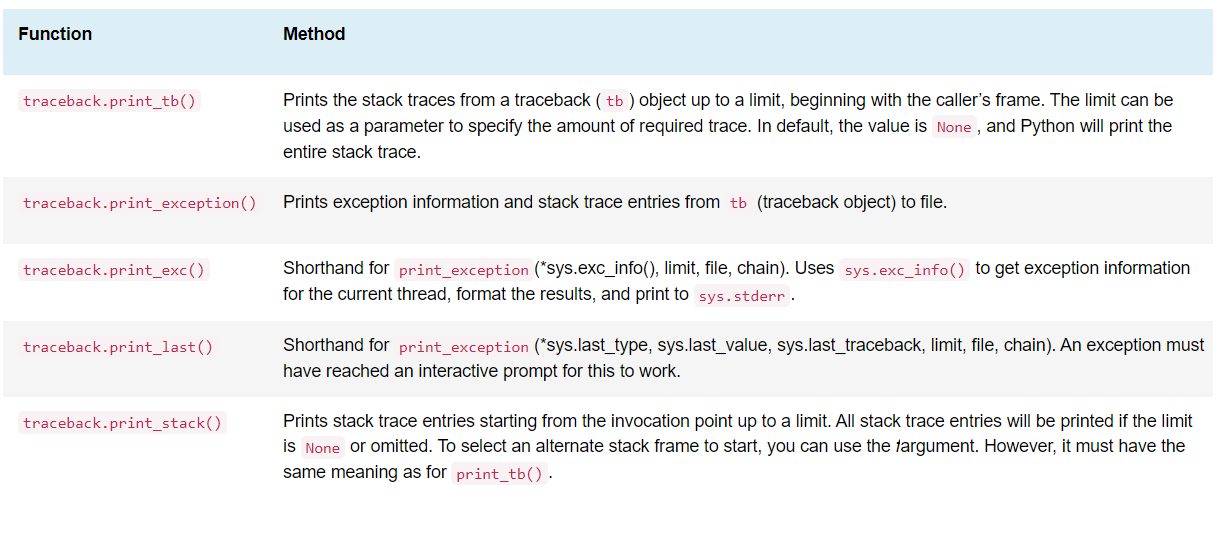 Function Method
traceback.print_tb() Prints the stack traces from a traceback ( tb ) object up to a limit, beginning with the caller’s frame. The limit can be
used as a parameter to specify the amount of required trace. In default, the value is None , and Python will print the
entire stack trace.
traceback.print_exception() Prints exception information and stack trace entries from tb (traceback object) to file.
traceback.print_exc() Shorthand for print_exception (*sys.exc_info(), limit, file, chain). Uses sys.exc_info() to get exception information
for the current thread, format the results, and print to sys.stderr .
traceback.print_last() Shorthand for print_exception (*sys.last_type, sys.last_value, sys.last_traceback, limit, file, chain). An exception must
have reached an interactive prompt for this to work.
traceback.print_stack() Prints stack trace entries starting from the invocation point up to a limit. All stack trace entries will be printed if the limit
is None or omitted. To select an alternate stack frame to start, you can use the argument. However, it must have the
same meaning as for print_tb() .